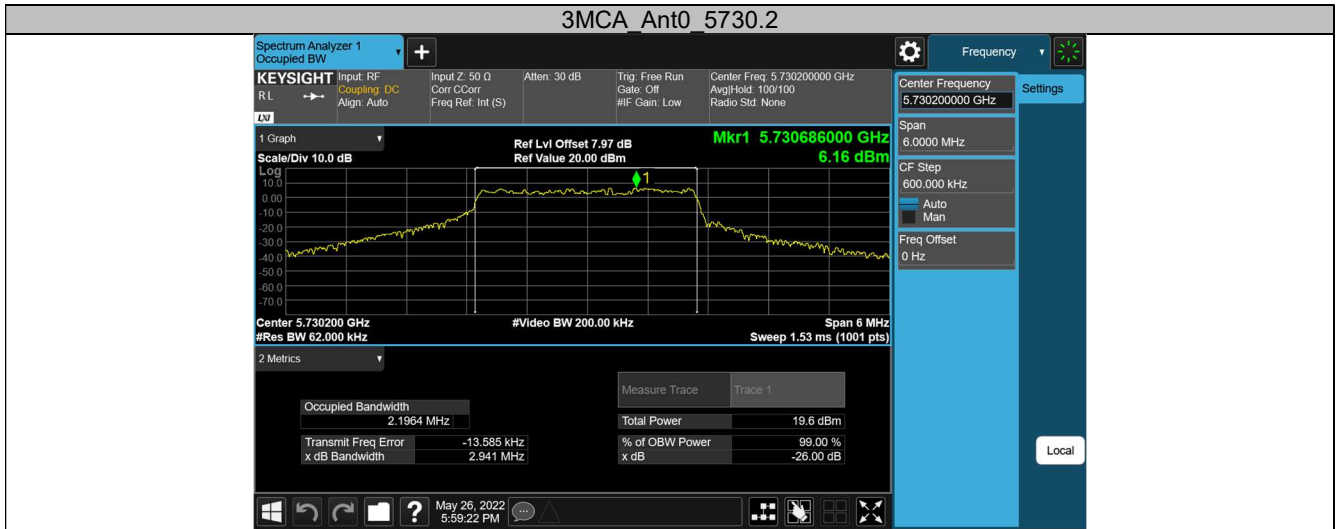 3MCA_Ant0_5730.2
Spectrum Analyzer 1
Occupied BW
+
Frequency
KEYSIGHT
R L
LXI
Input: RF
Coupling: DC
Align: Auto
Input Z: 50 Ω
Corr CCorr
Freq Ref: Int (S)
Atten: 30 dB
Trig: Free Run
Gate: Off
#IF Gain: Low
Center Freq: 5.730200000 GHz
Avg|Hold: 100/100
Radio Std: None
Center Frequency
5.730200000 GHz
Settings
Span
6.0000 MHz
CF Step
600.000 kHz
Auto
Man
Freq Offset
0 Hz
Local
1 Graph
Scale/Div 10.0 dB
Ref Lvl Offset 7.97 dB
Ref Value 20.00 dBm
Mkr1 5.730686000 GHz
6.16 dBm
Log
10.0
0.00
-10.0
-20.0
-30.0
-40.0
-50.0
-60.0
-70.0
1
Center 5.730200 GHz
#Res BW 62.000 kHz
#Video BW 200.00 kHz
Span 6 MHz
Sweep 1.53 ms (1001 pts)
2 Metrics
Measure Trace Trace 1
Occupied Bandwidth
2.1964 MHz
Total Power 19.6 dBm
Transmit Freq Error -13.585 kHz
% of OBW Power 99.00 %
x dB Bandwidth 2.941 MHz
x dB -26.00 dB
?
May 26, 2022
5:59:22 PM